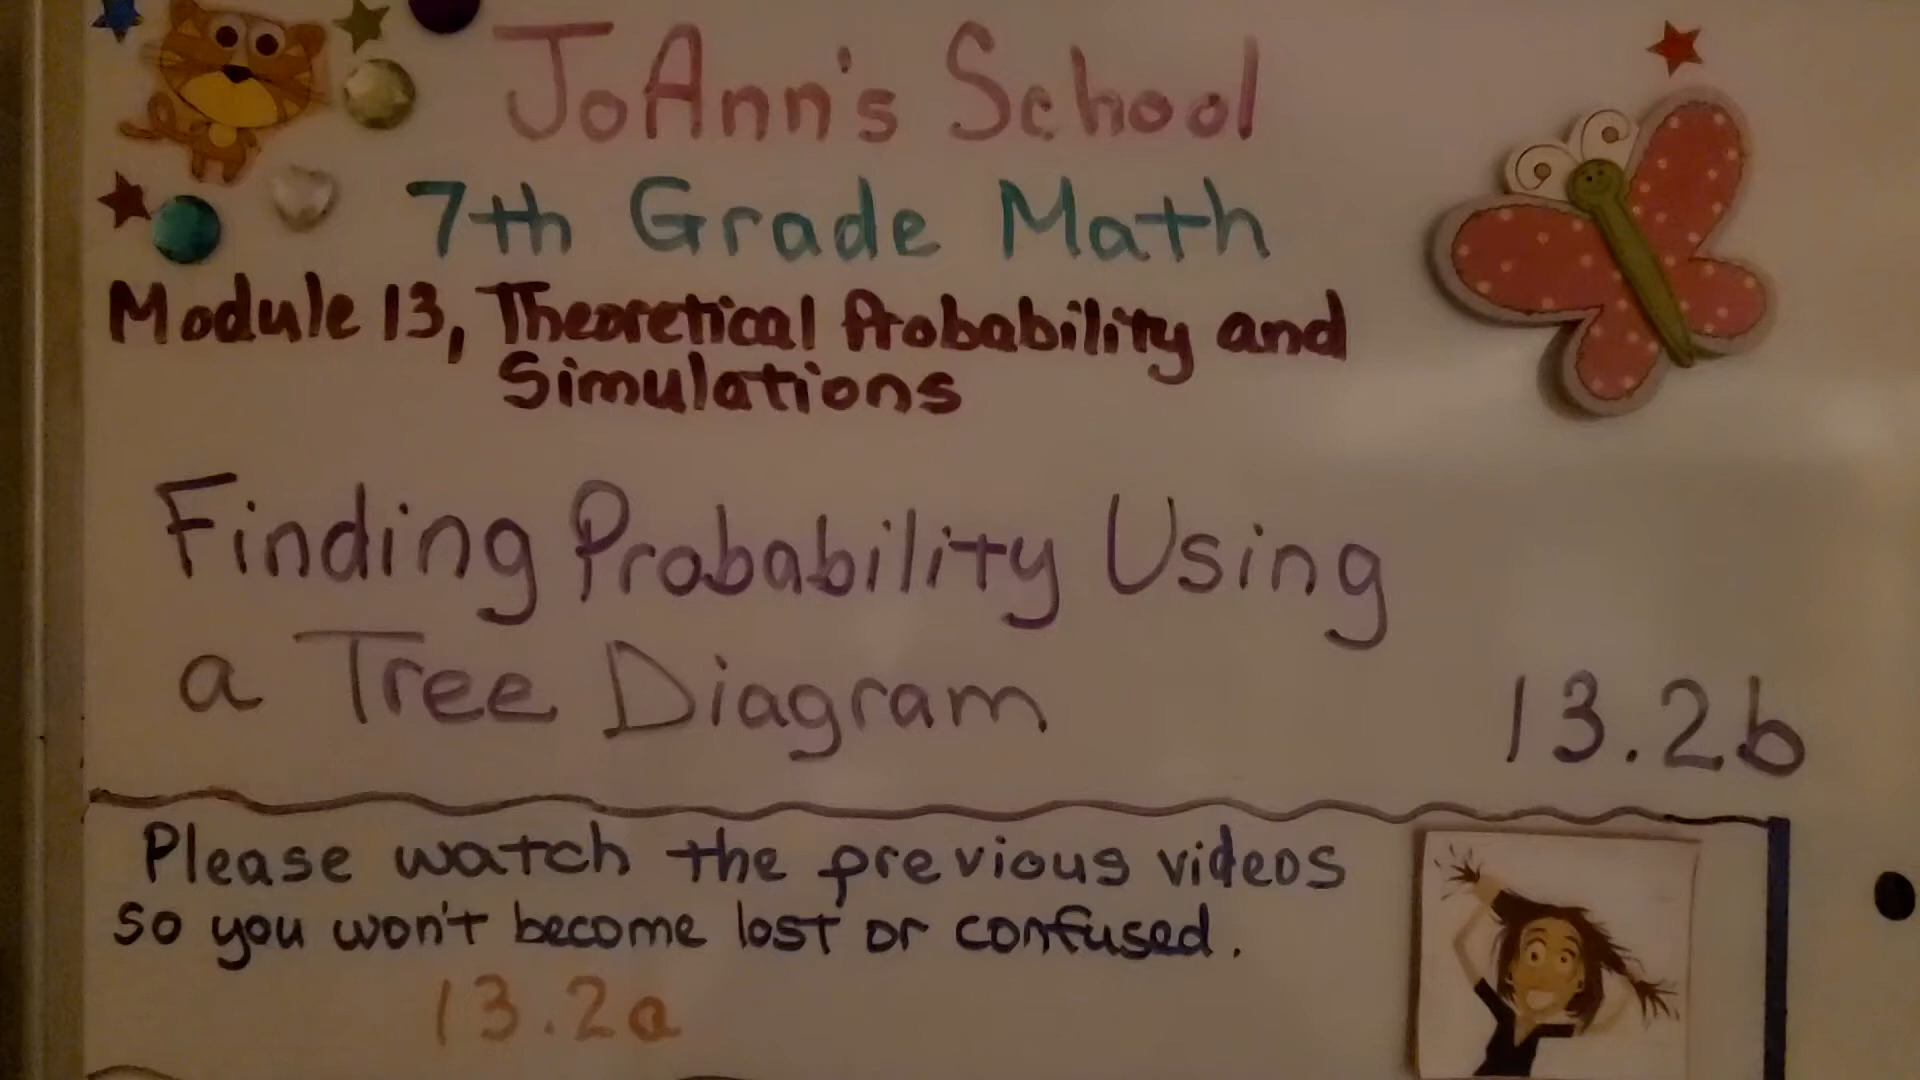 JoAnn's School
7th Grade Math
Module 13, Theoretical Probability and
Simulations
Finding Probability Using
a Tree Diagram
13.2b
Please watch the previous videos
so you won't become lost or confused.
13.2a